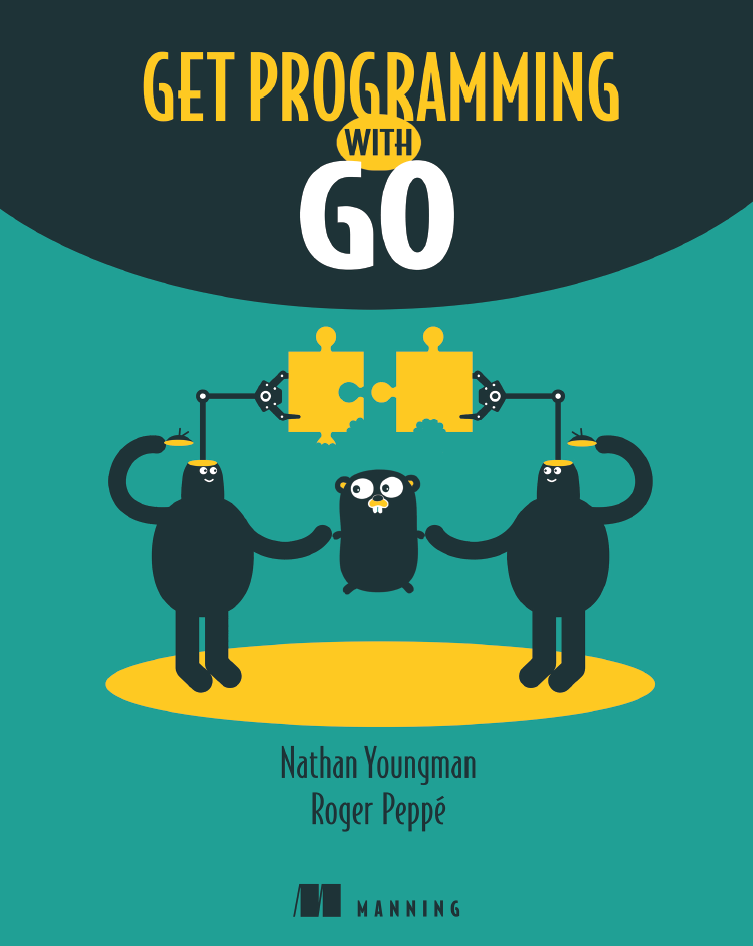 GET PROGRAMMING
WITH
GO
Nathan Youngman
Roger Peppé
MANNING